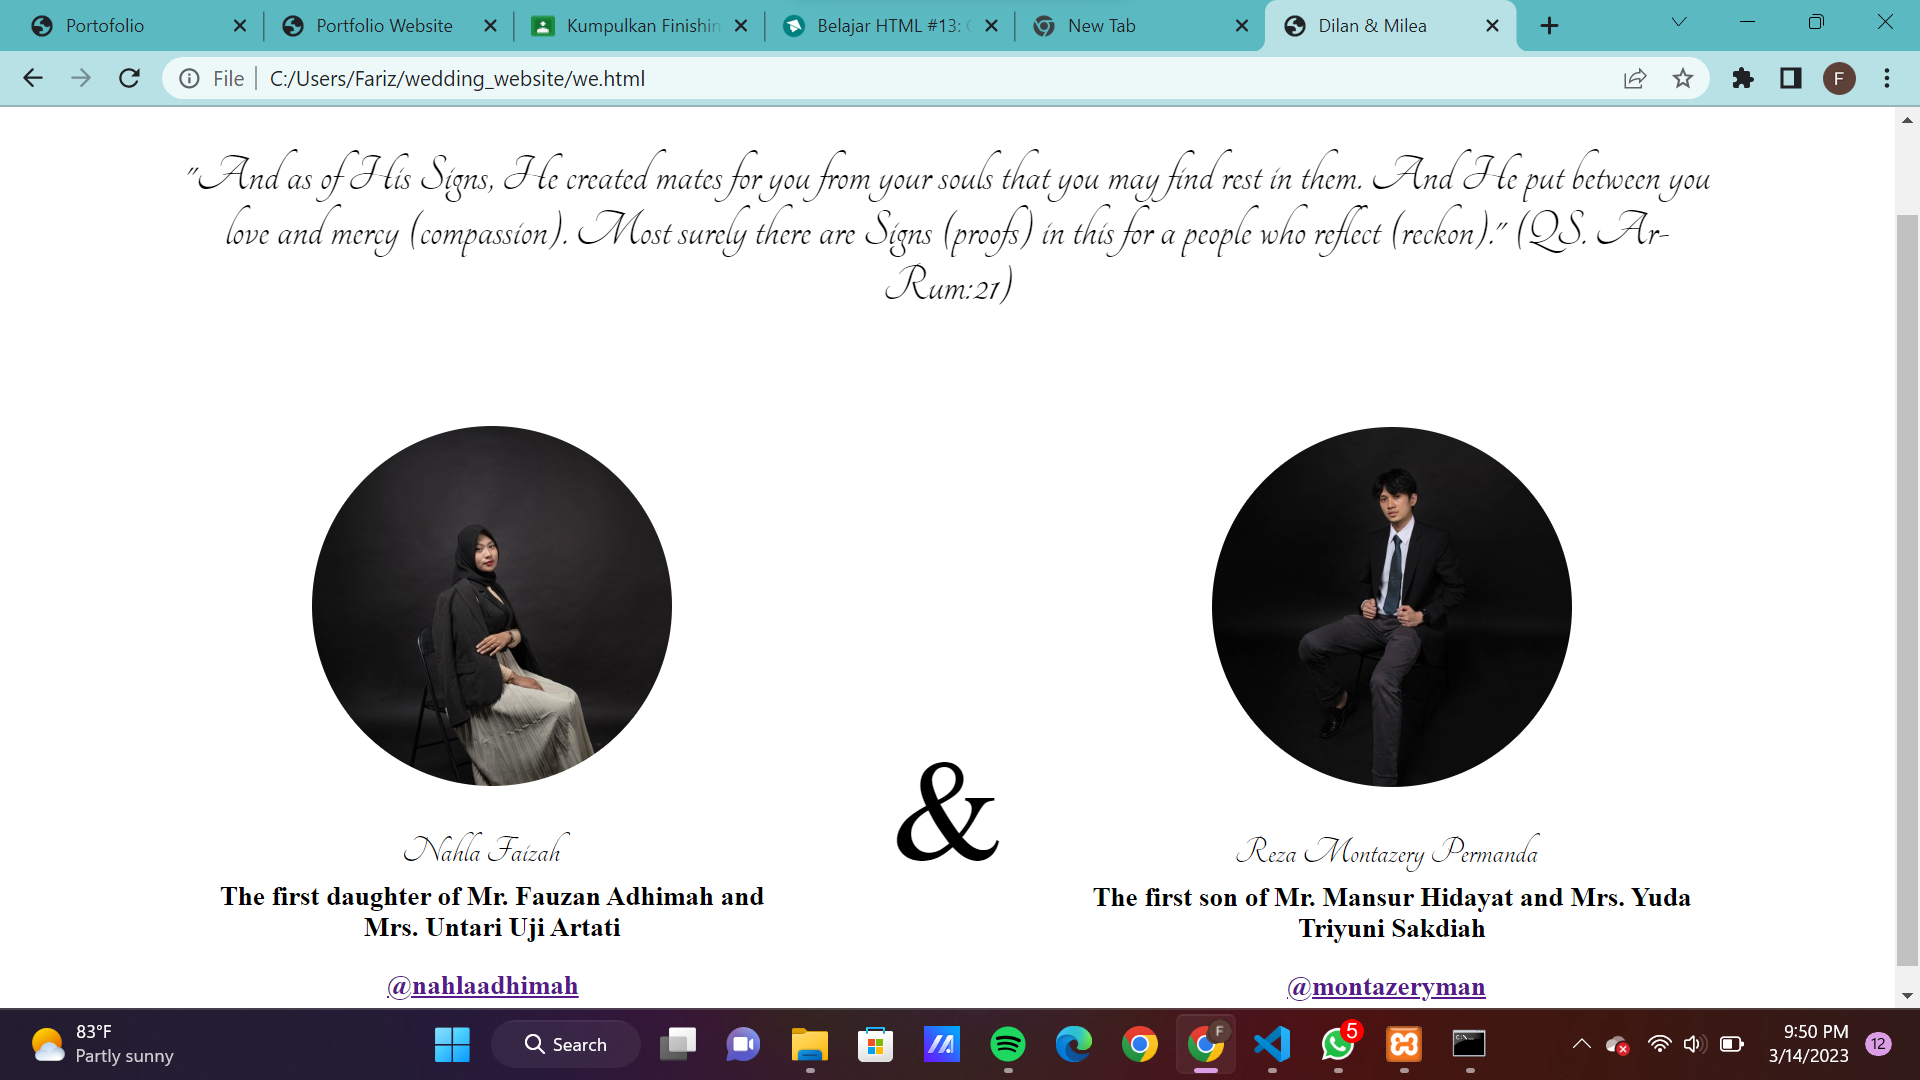 Portofolio
Portfolio Website
Kumpulkan Finishin
Belajar HTML #13:
New Tab
Dilan & Milea
File
C:/Users/Fariz/wedding_website/we.html
F
"And as of His Signs, He created mates for you from your souls that you may find rest in them. And He put between you
love and mercy (compassion). Most surely there are Signs (proofs) in this for a people who reflect (reckon)." (QS. Ar-
Rum:21)
&
Nahla Faizah
Reza Montazery Permanda
The first daughter of Mr. Fauzan Adhimah and
Mrs. Untari Uji Artati
The first son of Mr. Mansur Hidayat and Mrs. Yuda
Triyuni Sakdiah
@nahlaadhimah
@montazeryman
83°F
Partly sunny
Search
F
5
9:50 PM
3/14/2023
12